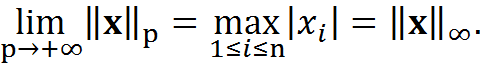 lim p→+∞ ‖𝐱‖ₚ = max 1≤i≤n |xᵢ| = ‖𝐱‖∞.